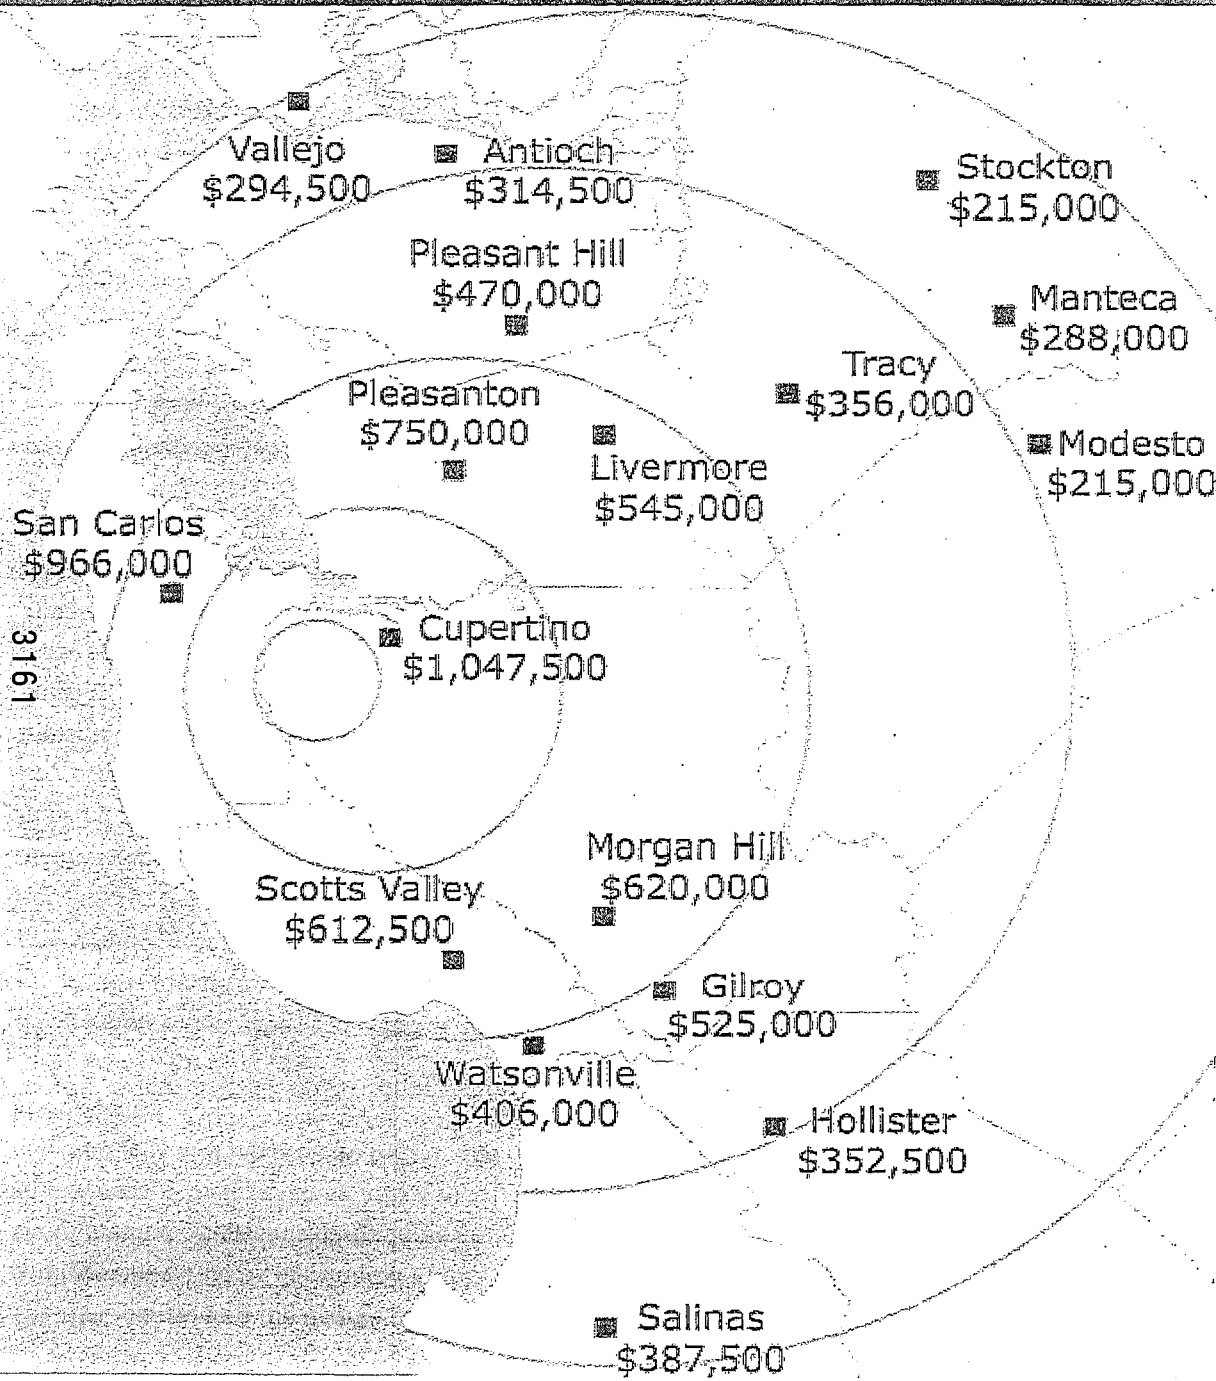 Vallejo
$294,500
Antioch
$314,500
Stockton
$215,000
Pleasant Hill
$470,000
Manteca
$288,000
Tracy
$356,000
Pleasanton
$750,000
Modesto
$215,000
Livermore
$545,000
San Carlos
$966,000
Cupertino
$1,047,500
3161
Morgan Hill
$620,000
Scotts Valley
$612,500
Gilroy
$525,000
Watsonville
$406,000
Hollister
$352,500
Salinas
$387,500